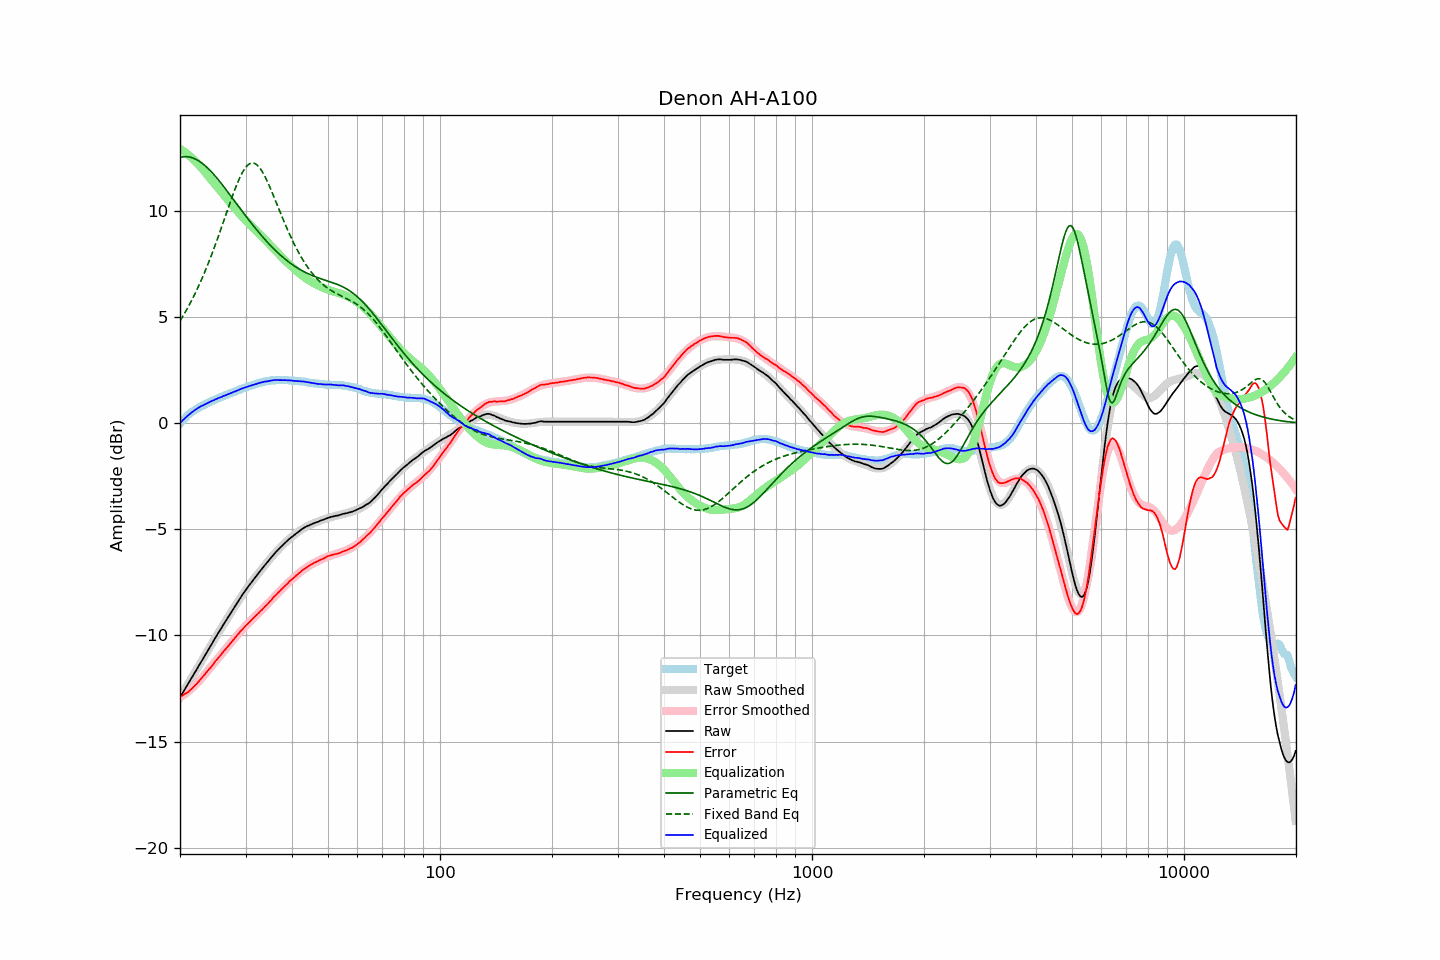 Denon AH-A100
Amplitude (dBr)
10
5
0
−5
−10
−15
−20
Target
Raw Smoothed
Error Smoothed
Raw
Error
Equalization
Parametric Eq
Fixed Band Eq
Equalized
100 1000 10000
Frequency (Hz)